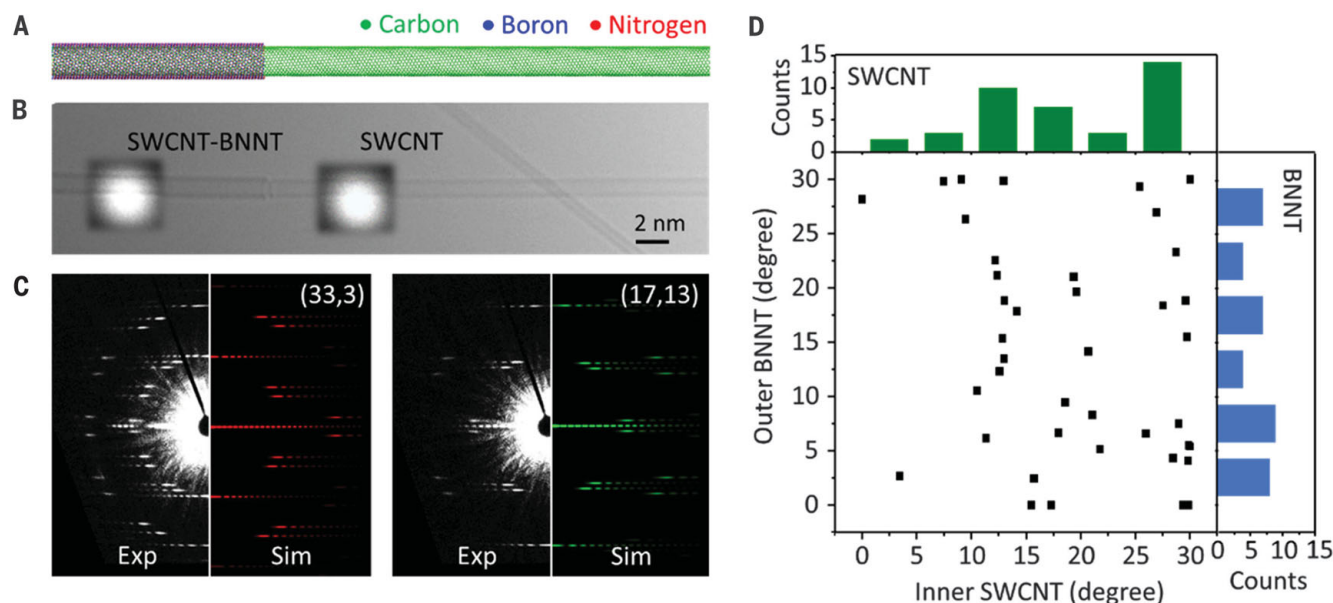 A
• Carbon • Boron • Nitrogen
B
SWCNT-BNNT SWCNT
2 nm
C
(33,3)
(17,13)
Exp Sim
Exp Sim
D
15
10
5
0
Counts
SWCNT
30
25
20
15
10
5
0
Outer BNNT (degree)
BNNT
0 5 10 15 20 25 30
Inner SWCNT (degree)
0 5 10 15
Counts